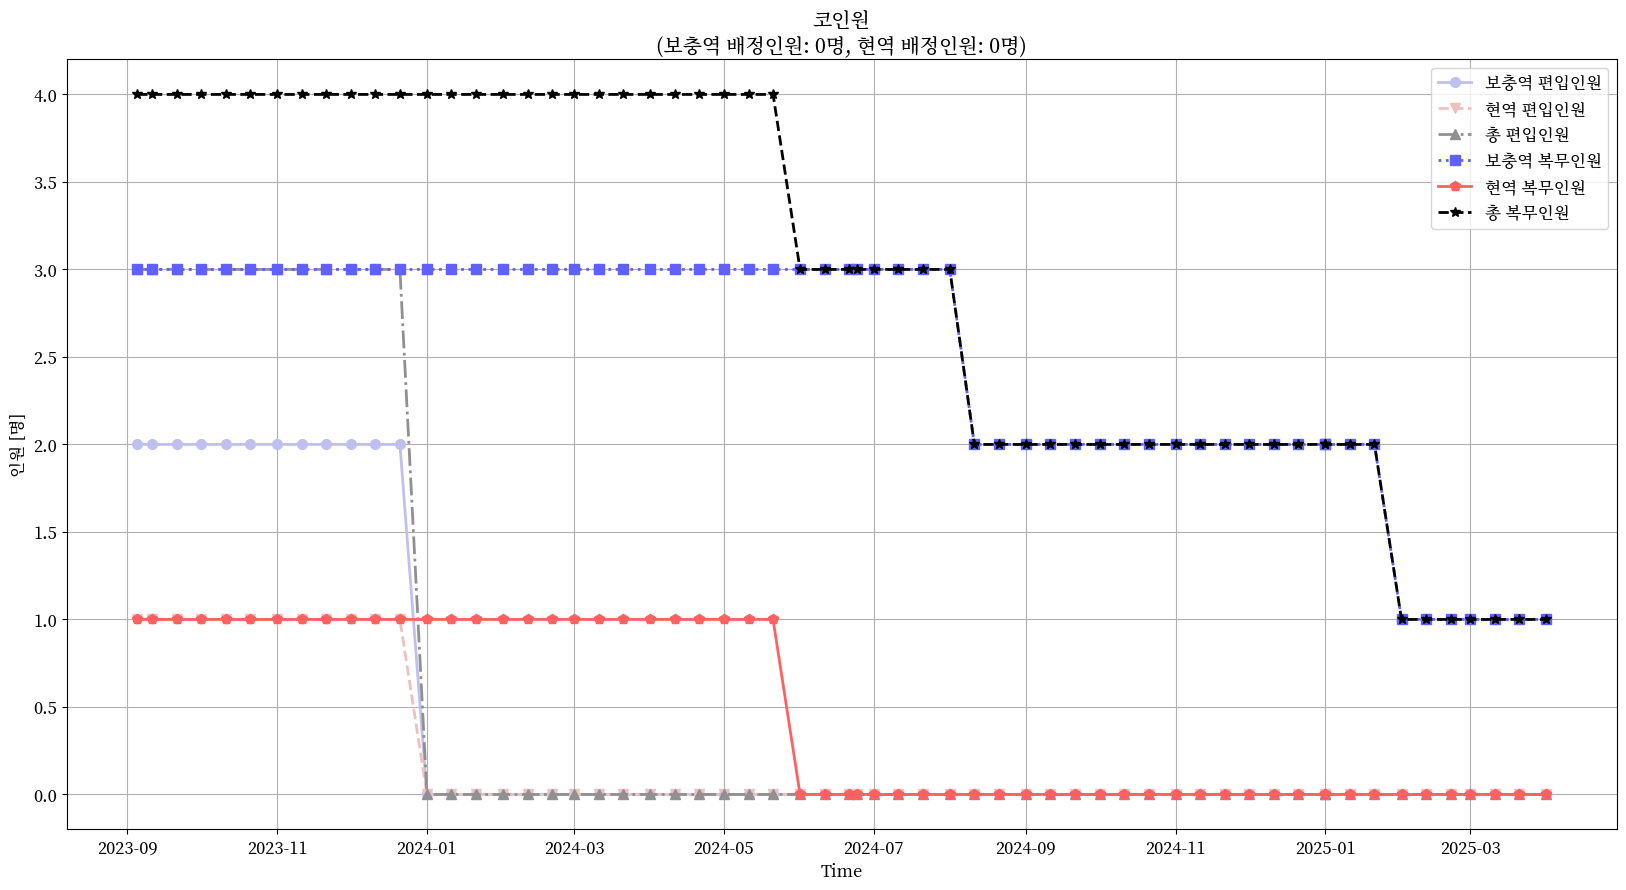 코인원
(보충역 배정인원: 0명, 현역 배정인원: 0명)
보충역 편입인원
현역 편입인원
총 편입인원
보충역 복무인원
현역 복무인원
총 복무인원
인원 [명]
4.0
3.5
3.0
2.5
2.0
1.5
1.0
0.5
0.0
2023-09 2023-11 2024-01 2024-03 2024-05 2024-07 2024-09 2024-11 2025-01 2025-03
Time